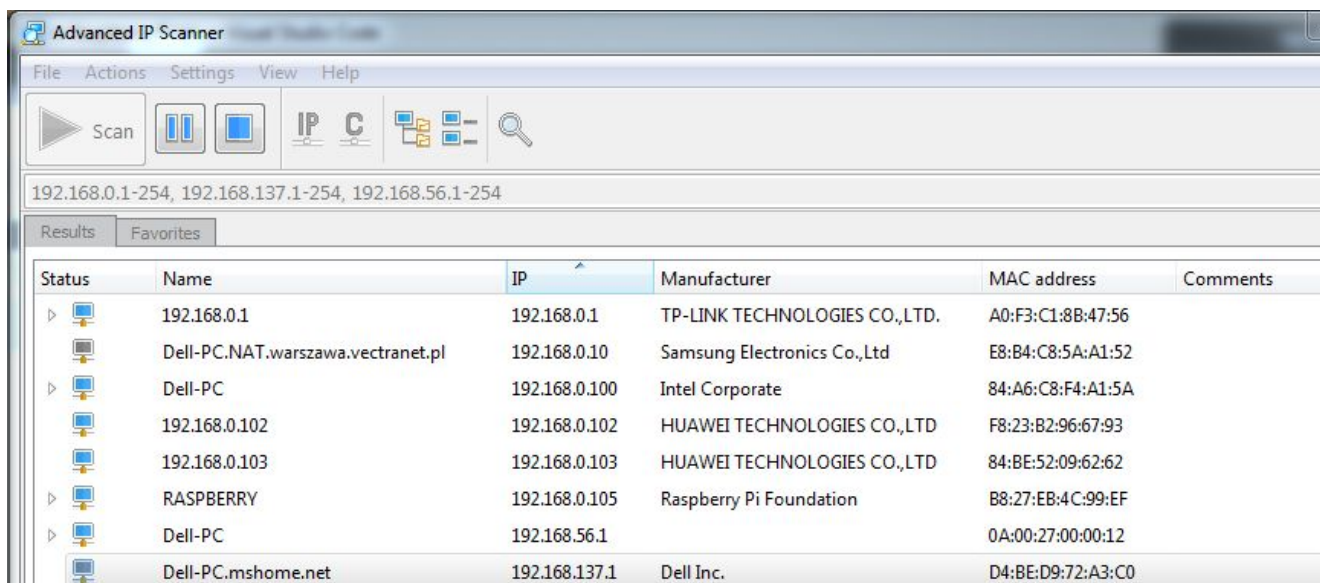 Advanced IP Scanner
File Actions Settings View Help
Scan IP C
192.168.0.1-254, 192.168.137.1-254, 192.168.56.1-254
Results Favorites
Status Name IP Manufacturer MAC address Comments
192.168.0.1 192.168.0.1 TP-LINK TECHNOLOGIES CO.,LTD. A0:F3:C1:8B:47:56
Dell-PC.NAT.warszawa.vectranet.pl 192.168.0.10 Samsung Electronics Co.,Ltd E8:B4:C8:5A:A1:52
Dell-PC 192.168.0.100 Intel Corporate 84:A6:C8:F4:A1:5A
192.168.0.102 192.168.0.102 HUAWEI TECHNOLOGIES CO.,LTD F8:23:B2:96:67:93
192.168.0.103 192.168.0.103 HUAWEI TECHNOLOGIES CO.,LTD 84:BE:52:09:62:62
RASPBERRY 192.168.0.105 Raspberry Pi Foundation B8:27:EB:4C:99:EF
Dell-PC 192.168.56.1 0A:00:27:00:00:12
Dell-PC.mshome.net 192.168.137.1 Dell Inc. D4:BE:D9:72:A3:C0